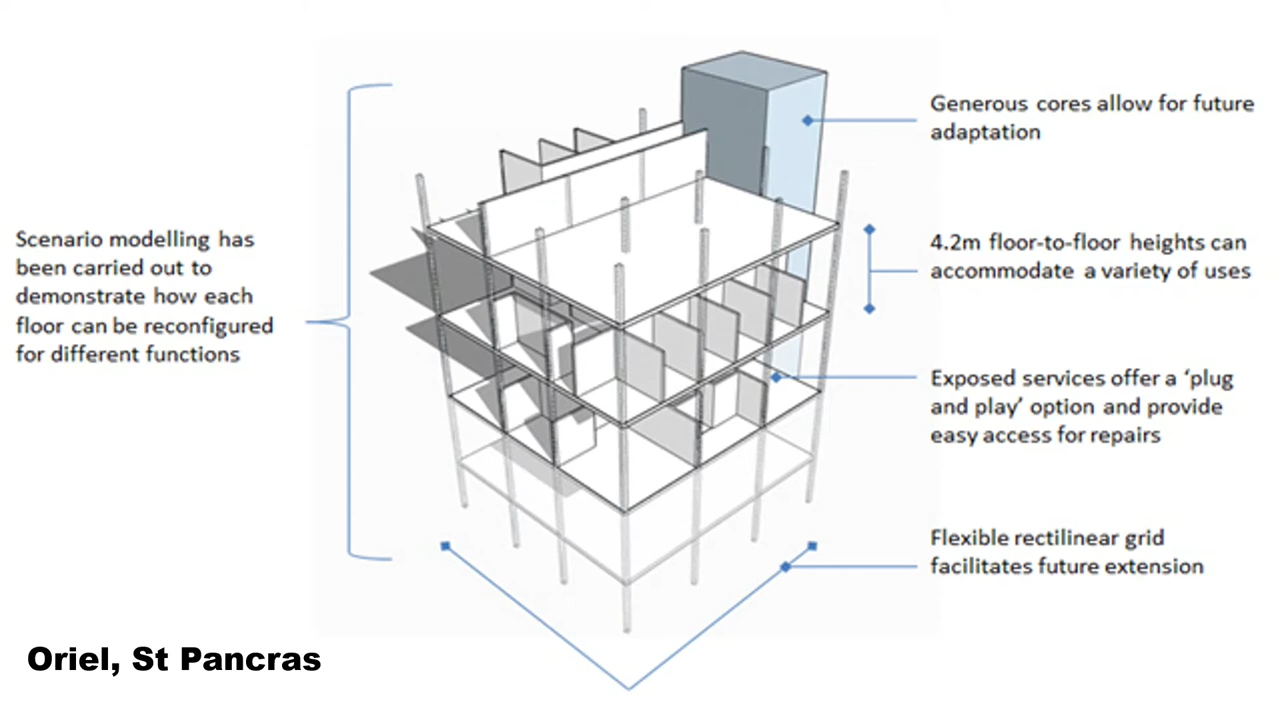 Generous cores allow for future
adaptation
Scenario modelling has
been carried out to
demonstrate how each
floor can be reconfigured
for different functions
4.2m floor-to-floor heights can
accommodate a variety of uses
Exposed services offer a ‘plug
and play’ option and provide
easy access for repairs
Flexible rectilinear grid
facilitates future extension
Oriel, St Pancras